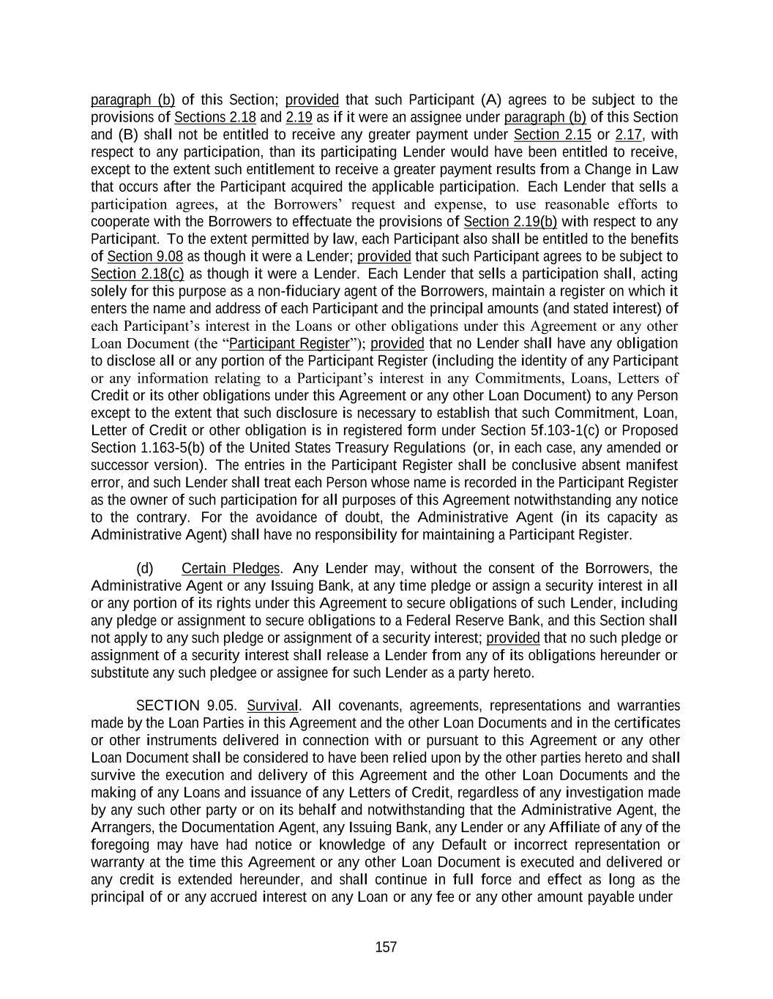 paragraph (b) of this Section; provided that such Participant (A) agrees to be subject to the
provisions of Sections 2.18 and 2.19 as if it were an assignee under paragraph (b) of this Section
and (B) shall not be entitled to receive any greater payment under Section 2.15 or 2.17, with
respect to any participation, than its participating Lender would have been entitled to receive,
except to the extent such entitlement to receive a greater payment results from a Change in Law
that occurs after the Participant acquired the applicable participation. Each Lender that sells a
participation agrees, at the Borrowers’ request and expense, to use reasonable efforts to
cooperate with the Borrowers to effectuate the provisions of Section 2.19(b) with respect to any
Participant. To the extent permitted by law, each Participant also shall be entitled to the benefits
of Section 9.08 as though it were a Lender; provided that such Participant agrees to be subject to
Section 2.18(c) as though it were a Lender. Each Lender that sells a participation shall, acting
solely for this purpose as a non-fiduciary agent of the Borrowers, maintain a register on which it
enters the name and address of each Participant and the principal amounts (and stated interest) of
each Participant’s interest in the Loans or other obligations under this Agreement or any other
Loan Document (the “Participant Register”); provided that no Lender shall have any obligation
to disclose all or any portion of the Participant Register (including the identity of any Participant
or any information relating to a Participant’s interest in any Commitments, Loans, Letters of
Credit or its other obligations under this Agreement or any other Loan Document) to any Person
except to the extent that such disclosure is necessary to establish that such Commitment, Loan,
Letter of Credit or other obligation is in registered form under Section 5f.103-1(c) or Proposed
Section 1.163-5(b) of the United States Treasury Regulations (or, in each case, any amended or
successor version). The entries in the Participant Register shall be conclusive absent manifest
error, and such Lender shall treat each Person whose name is recorded in the Participant Register
as the owner of such participation for all purposes of this Agreement notwithstanding any notice
to the contrary. For the avoidance of doubt, the Administrative Agent (in its capacity as
Administrative Agent) shall have no responsibility for maintaining a Participant Register.
(d) Certain Pledges. Any Lender may, without the consent of the Borrowers, the
Administrative Agent or any Issuing Bank, at any time pledge or assign a security interest in all
or any portion of its rights under this Agreement to secure obligations of such Lender, including
any pledge or assignment to secure obligations to a Federal Reserve Bank, and this Section shall
not apply to any such pledge or assignment of a security interest; provided that no such pledge or
assignment of a security interest shall release a Lender from any of its obligations hereunder or
substitute any such pledgee or assignee for such Lender as a party hereto.
SECTION 9.05. Survival. All covenants, agreements, representations and warranties
made by the Loan Parties in this Agreement and the other Loan Documents and in the certificates
or other instruments delivered in connection with or pursuant to this Agreement or any other
Loan Document shall be considered to have been relied upon by the other parties hereto and shall
survive the execution and delivery of this Agreement and the other Loan Documents and the
making of any Loans and issuance of any Letters of Credit, regardless of any investigation made
by any such other party or on its behalf and notwithstanding that the Administrative Agent, the
Arrangers, the Documentation Agent, any Issuing Bank, any Lender or any Affiliate of any of the
foregoing may have had notice or knowledge of any Default or incorrect representation or
warranty at the time this Agreement or any other Loan Document is executed and delivered or
any credit is extended hereunder, and shall continue in full force and effect as long as the
principal of or any accrued interest on any Loan or any fee or any other amount payable under
157